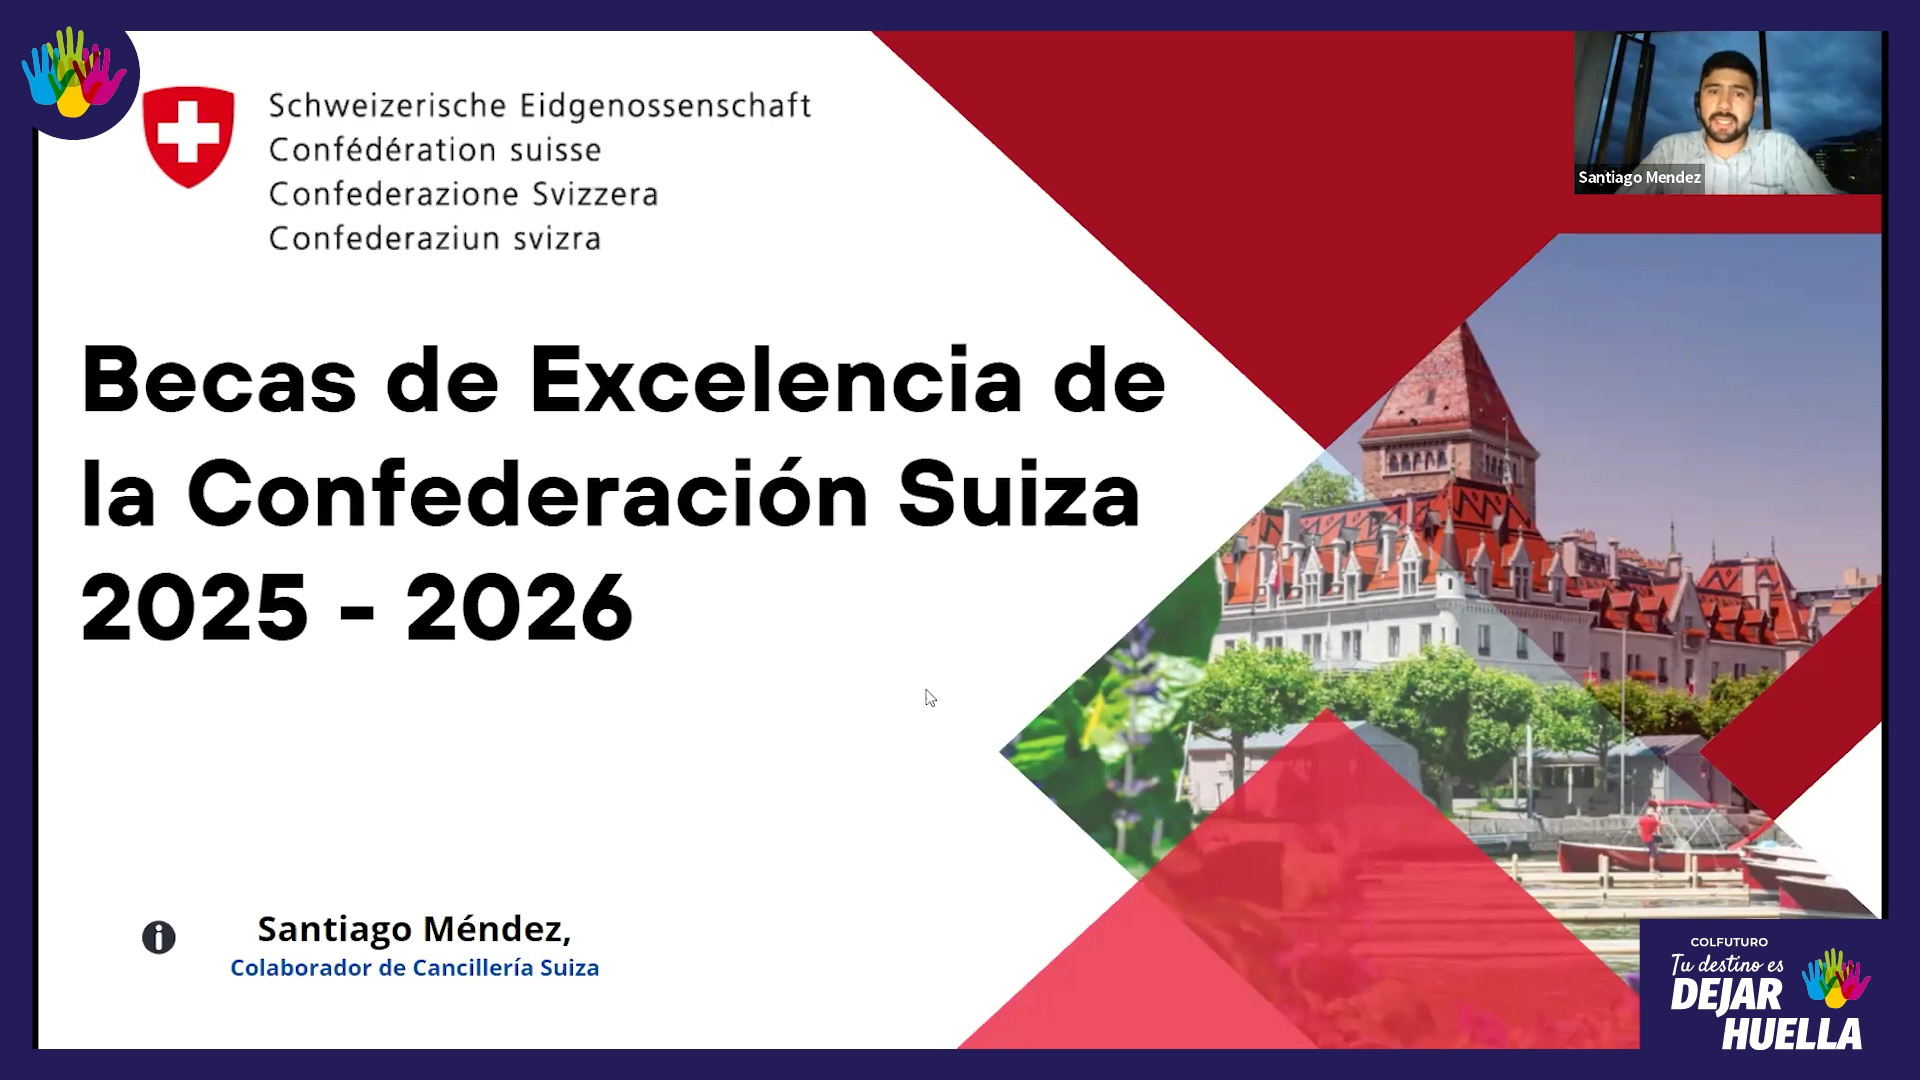 Schweizerische Eidgenossenschaft
Confédération suisse
Confederazione Svizzera
Confederaziun svizra
Santiago Mendez
Becas de Excelencia de
la Confederación Suiza
2025 - 2026
Santiago Méndez,
Colaborador de Cancillería Suiza
COLFUTURO
Tu destino es
DEJAR
HUELLA